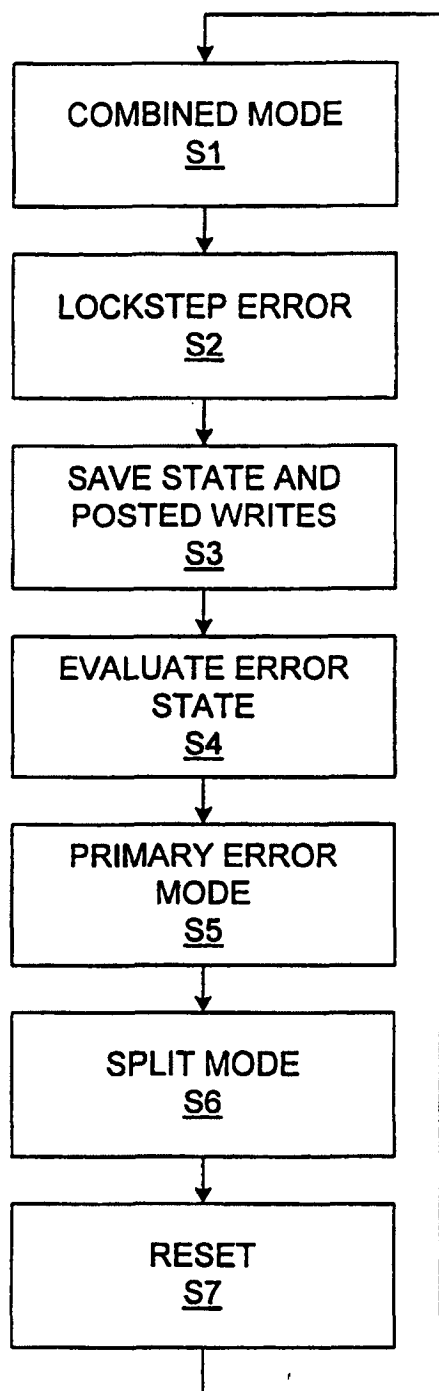 COMBINED MODE
S1
LOCKSTEP ERROR
S2
SAVE STATE AND
POSTED WRITES
S3
EVALUATE ERROR
STATE
S4
PRIMARY ERROR
MODE
S5
SPLIT MODE
S6
RESET
S7